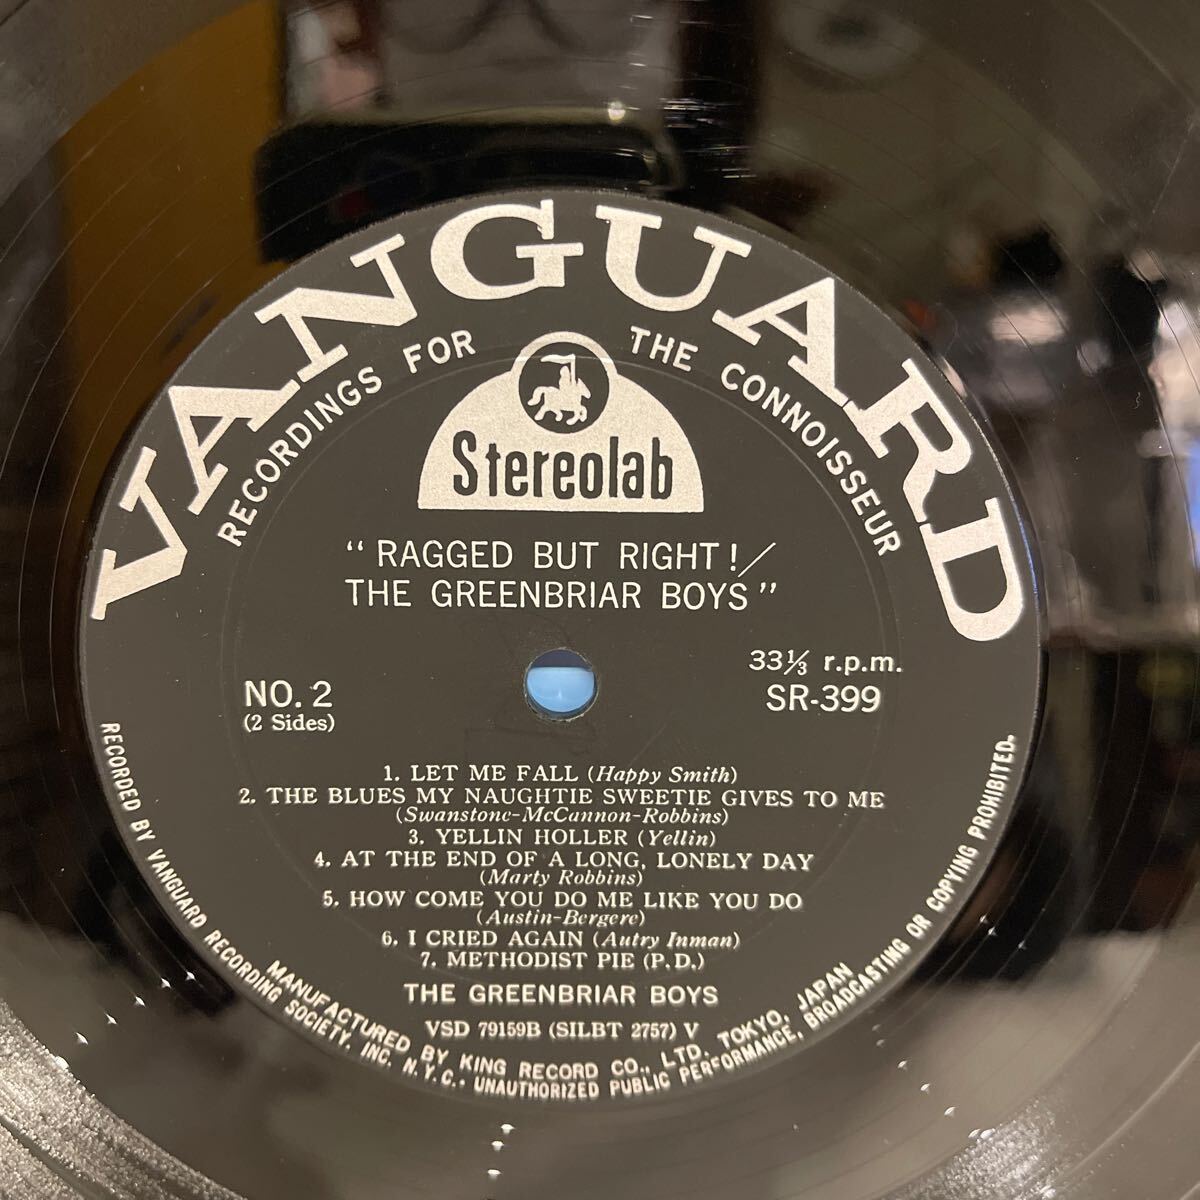 VANGUARD
RECORDINGS FOR THE CONNOISSEUR
Stereolab
"RAGGED BUT RIGHT!/
THE GREENBRIAR BOYS"
33⅓ r.p.m.
NO. 2
SR-399
(2 Sides)
1. LET ME FALL (Happy Smith)
2. THE BLUES MY NAUGHTIE SWEETIE GIVES TO ME
(Swanstone-McCannon-Robbins)
3. YELLIN HOLLER (Yellin)
4. AT THE END OF A LONG, LONELY DAY
(Marty Robbins)
5. HOW COME YOU DO ME LIKE YOU DO
(Austin-Bergere)
6. I CRIED AGAIN (Autry Inman)
7. METHODIST PIE (P.D.)
THE GREENBRIAR BOYS
VSD 79159B (SILBT 2757) V
MANUFACTURED BY KING RECORD CO., LTD. TOKYO, JAPAN
RECORDED BY VANGUARD RECORDING SOCIETY, INC. N.Y.C. UNAUTHORIZED PUBLIC PERFORMANCE, BROADCASTING OR COPYING PROHIBITED.